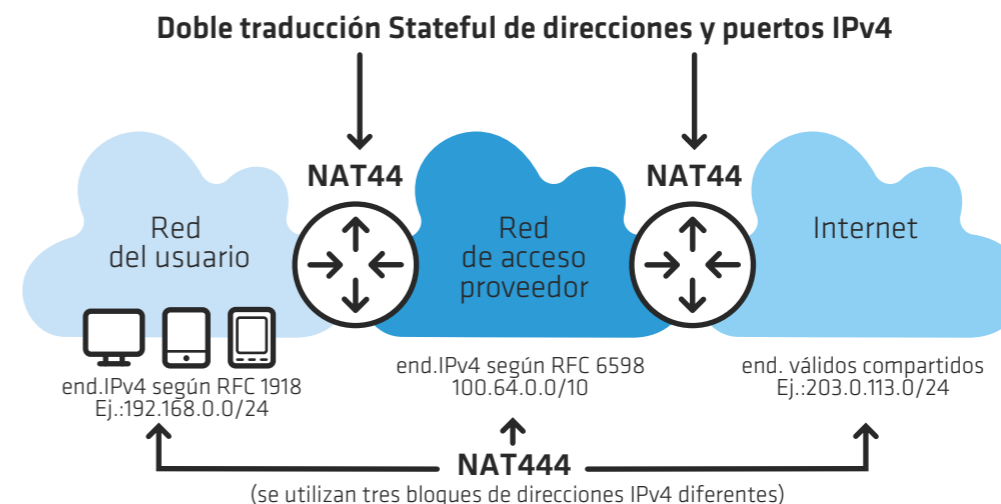 Doble traducción Stateful de direcciones y puertos IPv4
NAT44
NAT44
Red
del usuario
Red
de acceso
proveedor
Internet
end.IPv4 según RFC 1918
Ej.:192.168.0.0/24
end.IPv4 según RFC 6598
100.64.0.0/10
end. válidos compartidos
Ej.:203.0.113.0/24
NAT444
(se utilizan tres bloques de direcciones IPv4 diferentes)